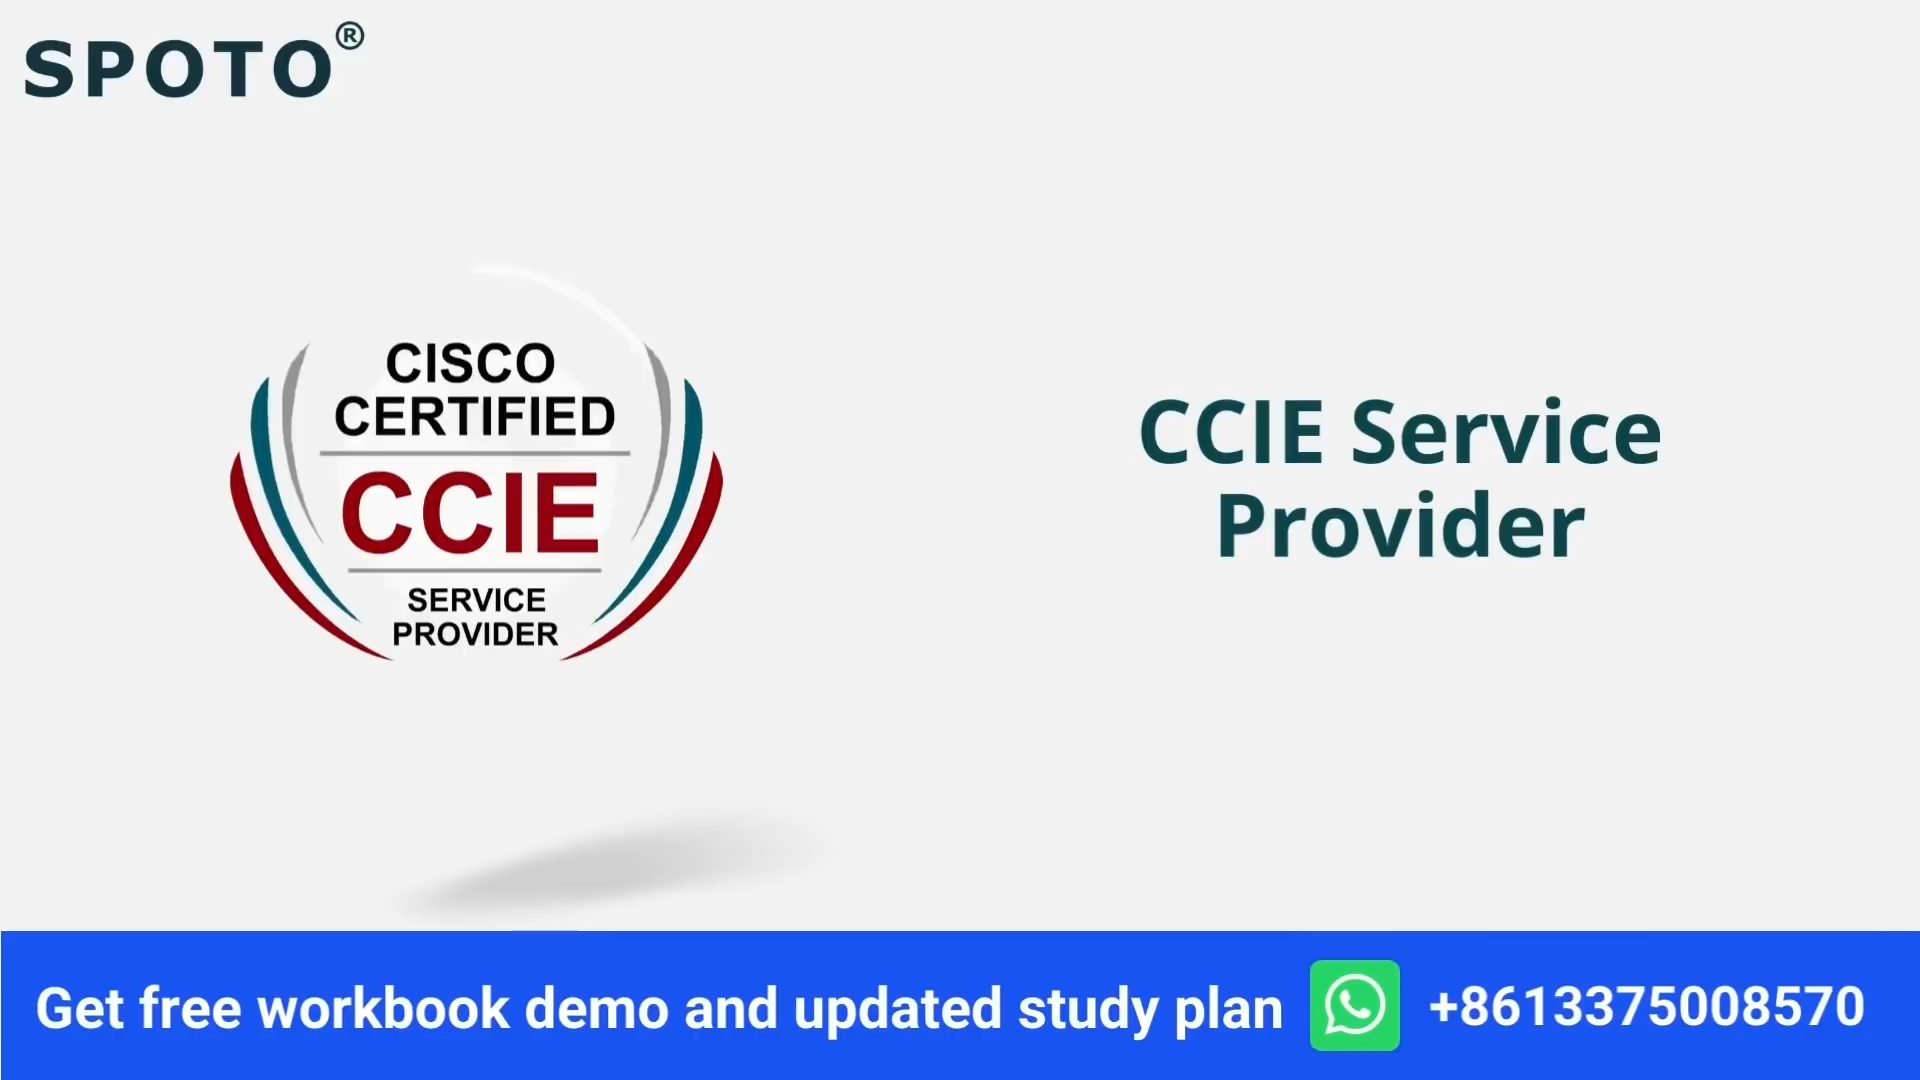 SPOTO®
CISCO
CERTIFIED
CCIE
SERVICE
PROVIDER
CCIE Service
Provider
Get free workbook demo and updated study plan
+8613375008570